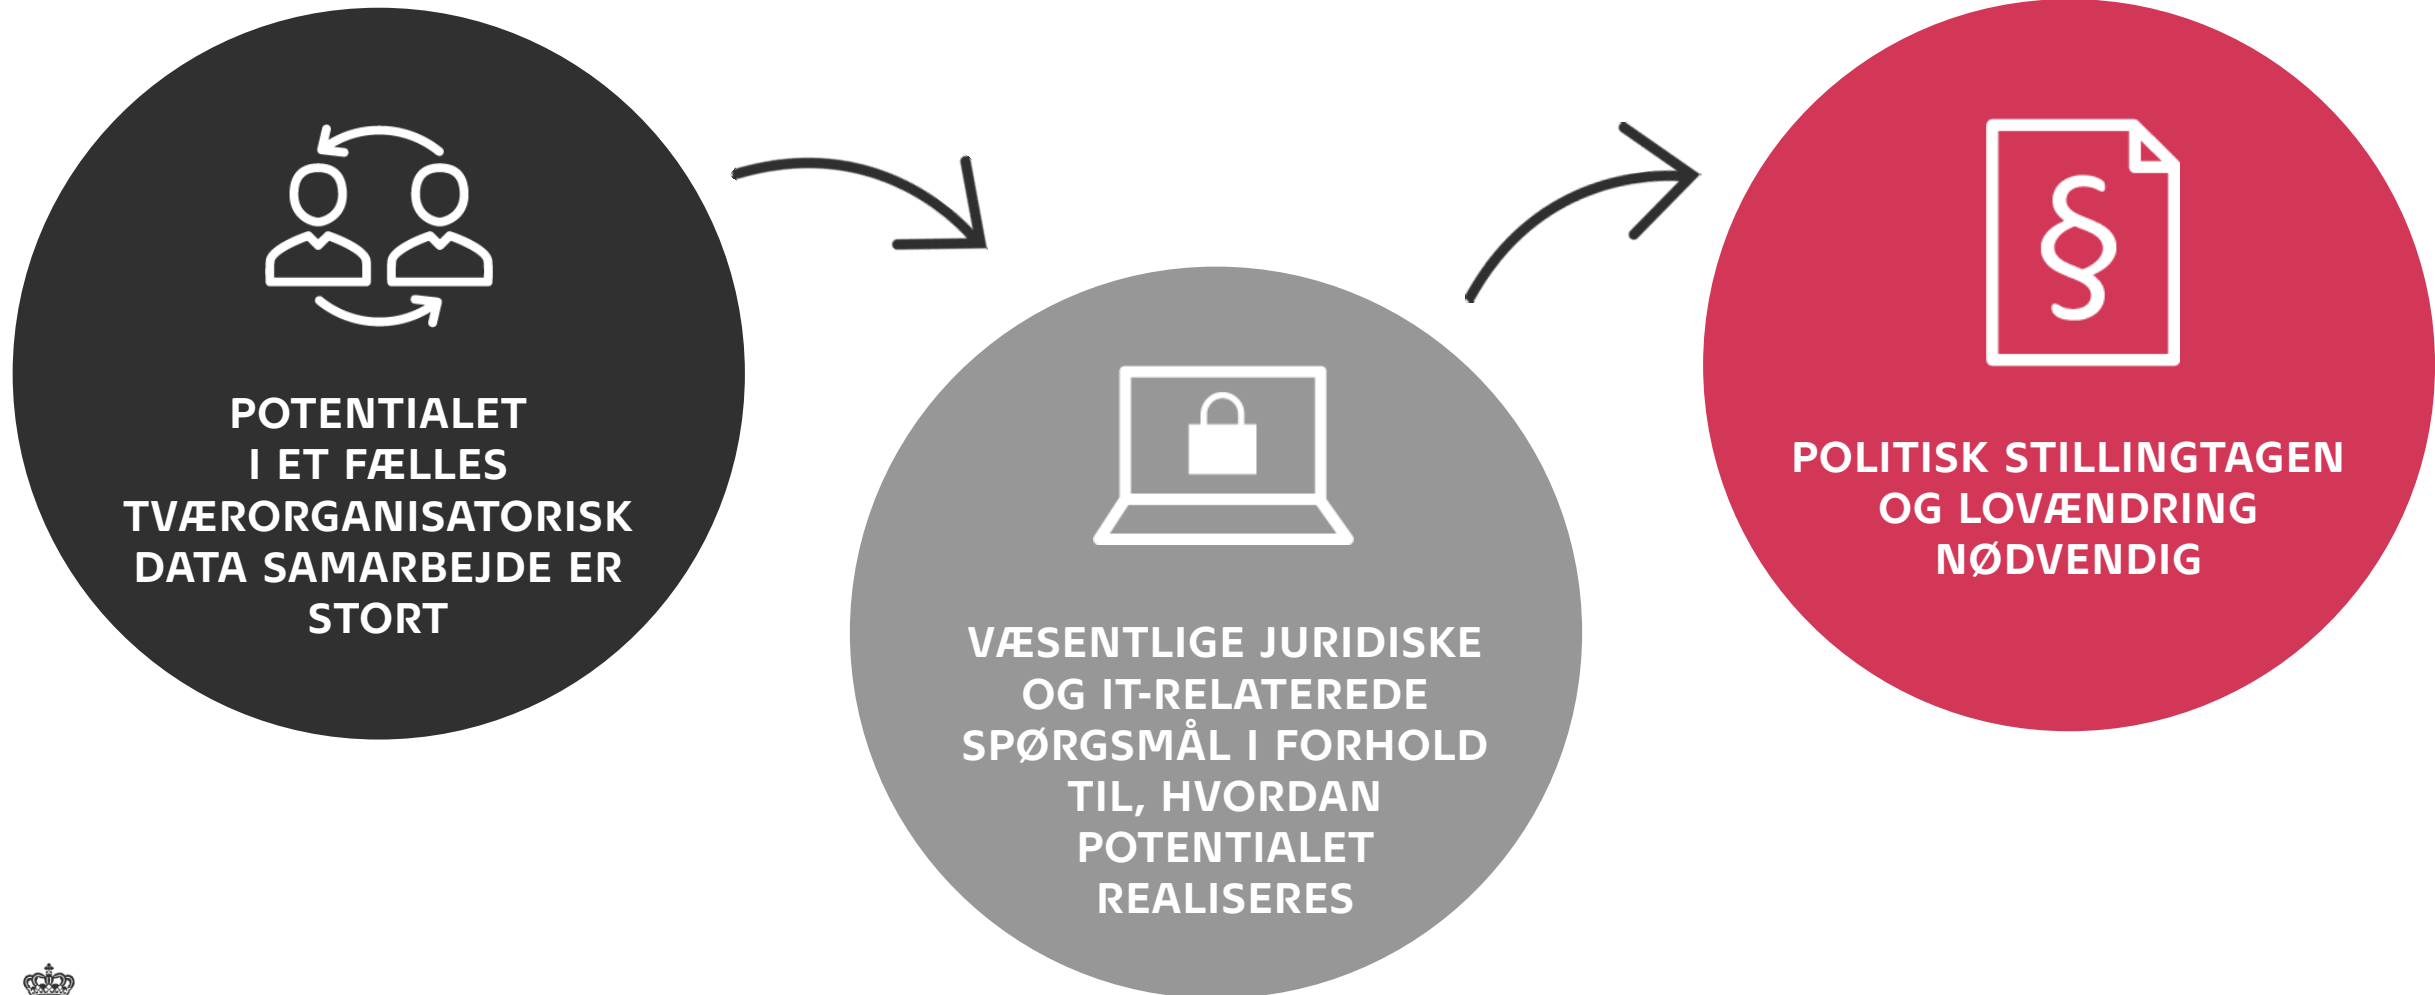 POTENTIALET
I ET FÆLLES
TVÆRORGANISATORISK
DATA SAMARBEJDE ER
STORT
VÆSENTLIGE JURIDISKE
OG IT-RELATEREDE
SPØRGSMÅL I FORHOLD
TIL, HVORDAN
POTENTIALET
REALISERES
§
POLITISK STILLINGTAGEN
OG LOVÆNDRING
NØDVENDIG